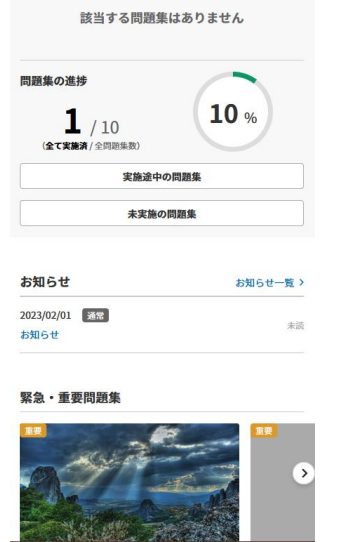 該当する問題集はありません
問題集の進捗
1 / 10
(全て実施済 / 全問題集数)
10 %
実施途中の問題集
未実施の問題集
お知らせ
お知らせ一覧 >
2023/02/01 通常
お知らせ
未読
緊急・重要問題集
重要
重要